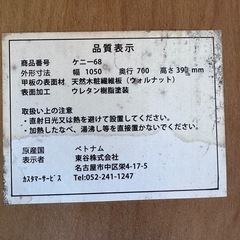 品質表示
品番 ケニー68
外形寸法 幅 1050 奥行 700 高さ 390 mm
甲板の表面材 天然木化粧繊維板（ウォルナット）
表面加工 ウレタン樹脂塗装
取扱い上の注意
・直射日光又は熱を避けて設置してください。
・加熱したなべ、湯沸し等を直接置かないでください。
原産国 ベトナム
表示者 東谷株式会社
名古屋市中区栄4-17-5
カスタマーサービス Tel:052-241-1247